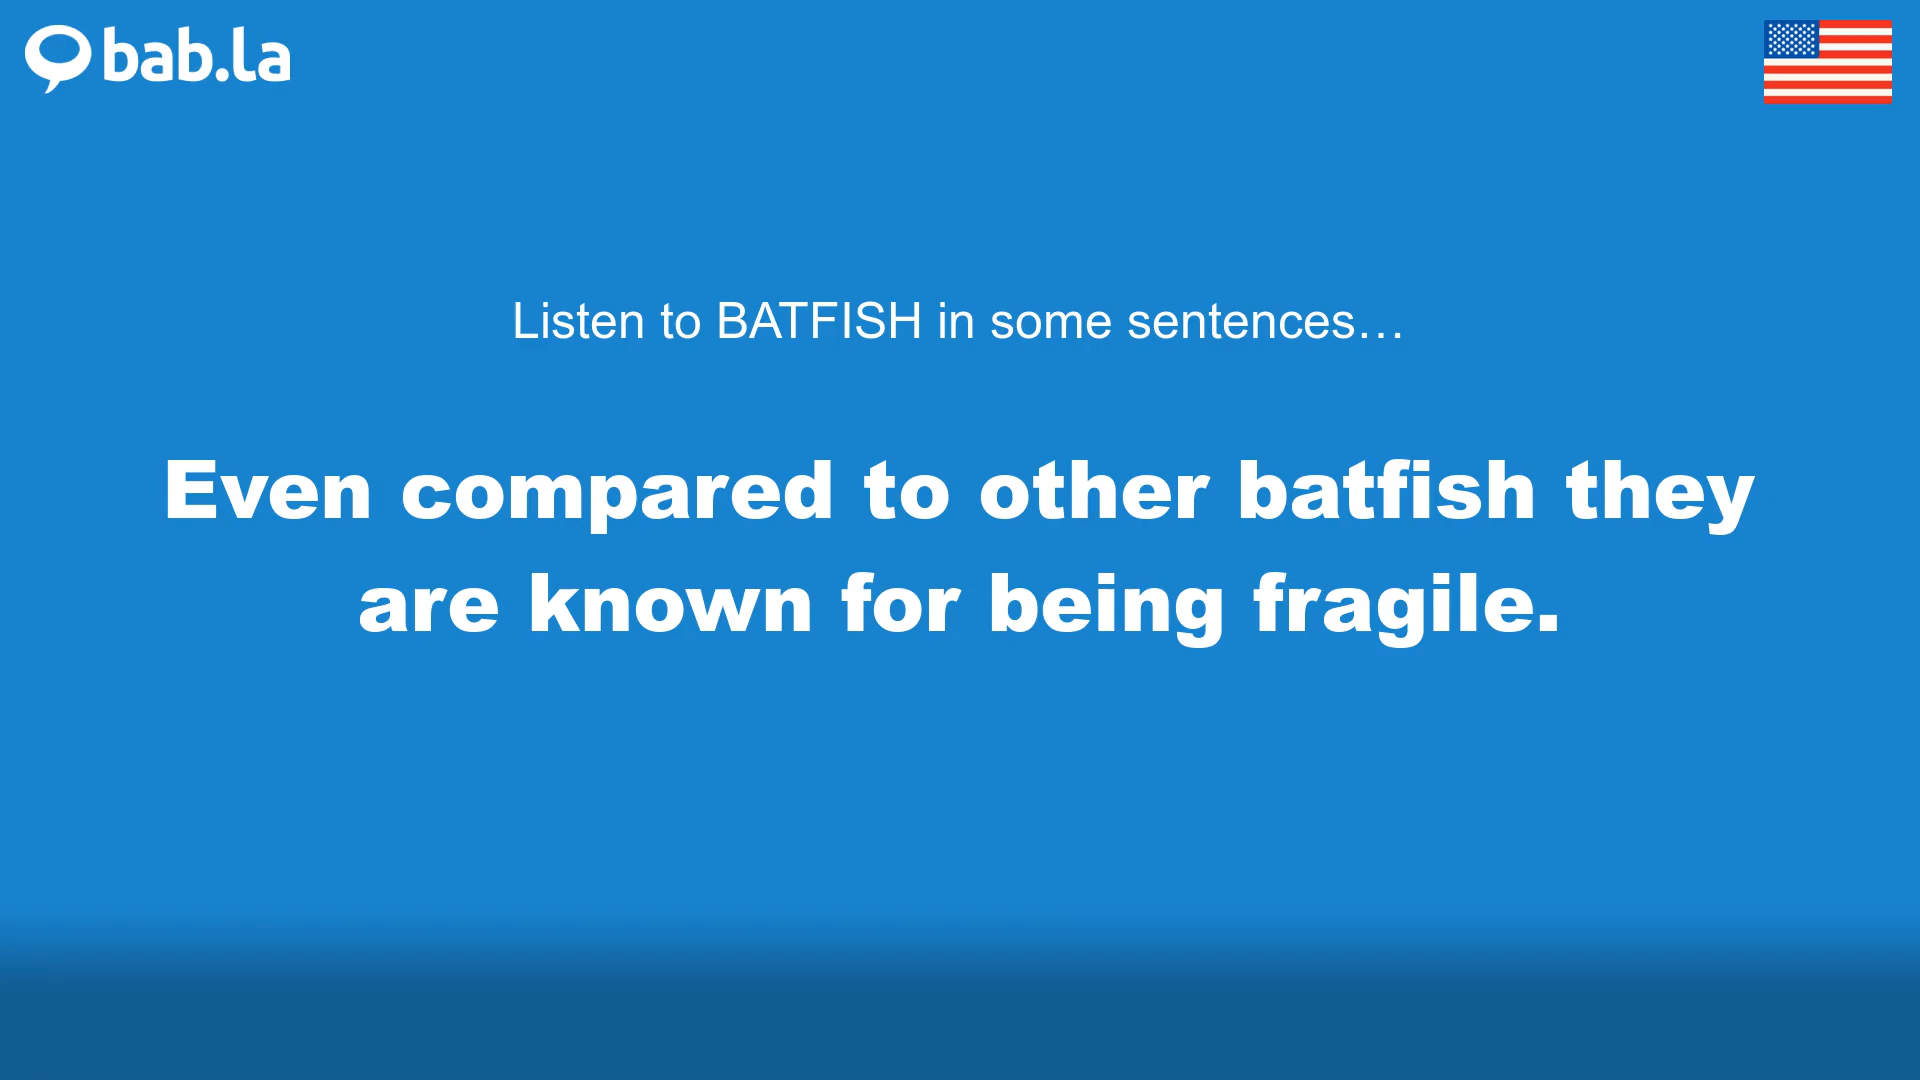 bab.la
Listen to BATFISH in some sentences…
Even compared to other batfish they
are known for being fragile.